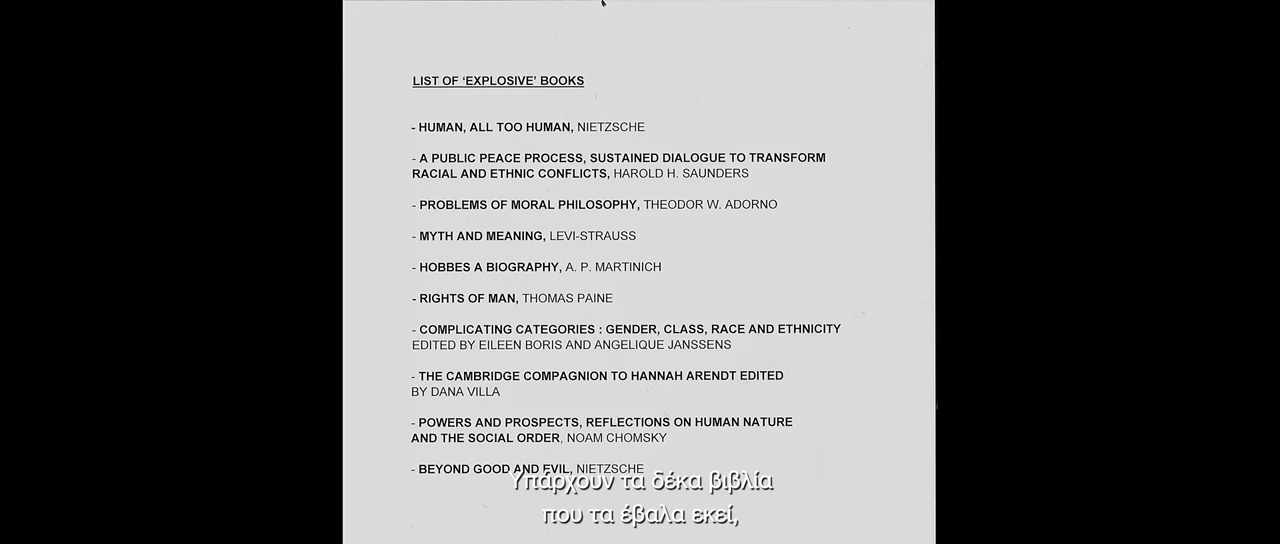 LIST OF ‘EXPLOSIVE’ BOOKS
- HUMAN, ALL TOO HUMAN, NIETZSCHE
- A PUBLIC PEACE PROCESS, SUSTAINED DIALOGUE TO TRANSFORM
RACIAL AND ETHNIC CONFLICTS, HAROLD H. SAUNDERS
- PROBLEMS OF MORAL PHILOSOPHY, THEODOR W. ADORNO
- MYTH AND MEANING, LEVI-STRAUSS
- HOBBES A BIOGRAPHY, A. P. MARTINICH
- RIGHTS OF MAN, THOMAS PAINE
- COMPLICATING CATEGORIES : GENDER, CLASS, RACE AND ETHNICITY
EDITED BY EILEEN BORIS AND ANGELIQUE JANSSENS
- THE CAMBRIDGE COMPAGNION TO HANNAH ARENDT EDITED
BY DANA VILLA
- POWERS AND PROSPECTS, REFLECTIONS ON HUMAN NATURE
AND THE SOCIAL ORDER, NOAM CHOMSKY
- BEYOND GOOD AND EVIL, NIETZSCHE
Υπάρχουν τα δέκα βιβλία
που τα έβαλα εκεί,